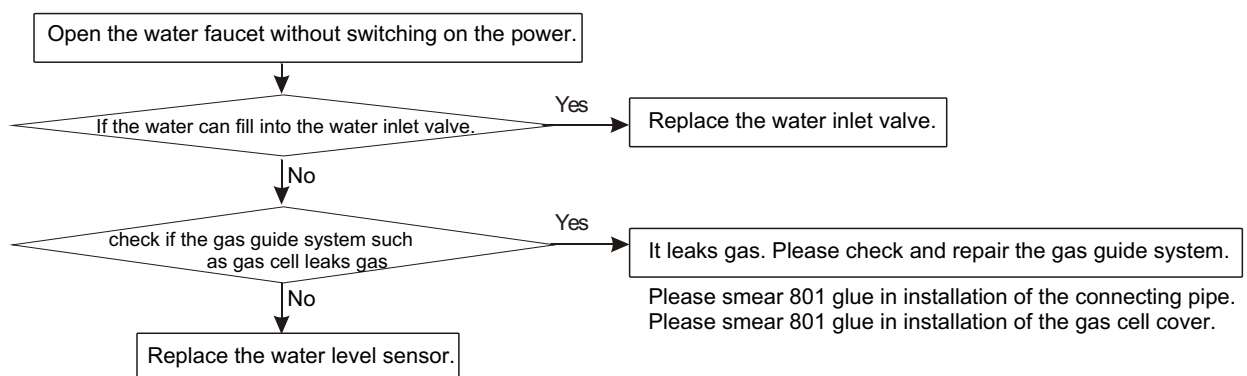 Open the water faucet without switching on the power.
If the water can fill into the water inlet valve.
Yes
Replace the water inlet valve.
No
check if the gas guide system such
as gas cell leaks gas
Yes
It leaks gas. Please check and repair the gas guide system.
Please smear 801 glue in installation of the connecting pipe.
Please smear 801 glue in installation of the gas cell cover.
No
Replace the water level sensor.